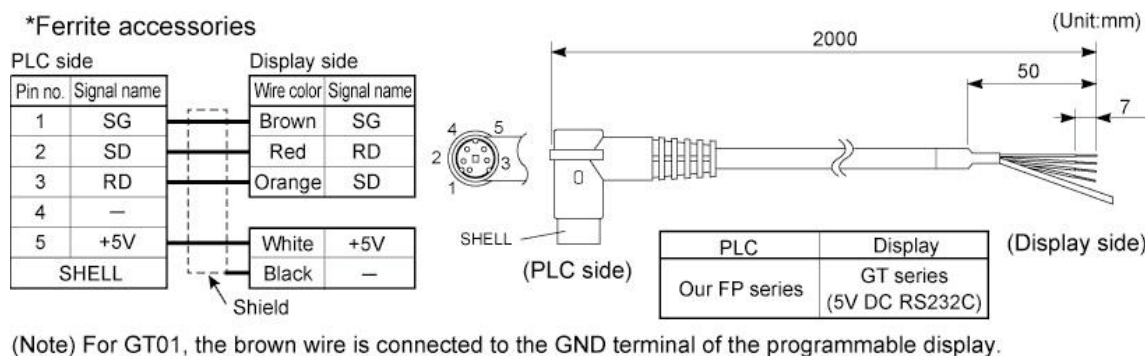 *Ferrite accessories
(Unit:mm)
PLC side
Display side
Pin no. Signal name
Wire color Signal name
1 SG Brown SG
2 SD Red RD
3 RD Orange SD
4 —
5 +5V White +5V
SHELL Black —
Shield
2000
50
7
4 5
2 3
1
SHELL
(PLC side)
(Display side)
PLC Display
Our FP series GT series
(5V DC RS232C)
(Note) For GT01, the brown wire is connected to the GND terminal of the programmable display.